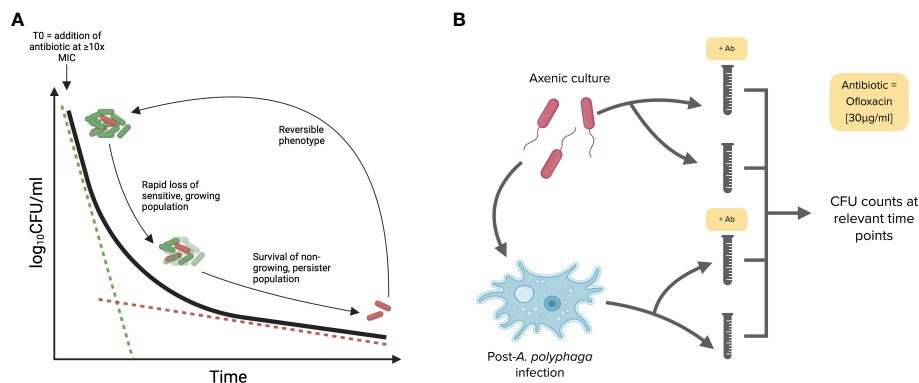 A
T0 = addition of
antibiotic at ≥10x
MIC
log₁₀CFU/ml
Reversible
phenotype
Rapid loss of
sensitive, growing
population
Survival of non-
growing, persister
population
Time
B
+ Ab
Axenic culture
Antibiotic =
Ofloxacin
[30μg/ml]
+ Ab
CFU counts at
relevant time
points
Post-A. polyphaga
infection